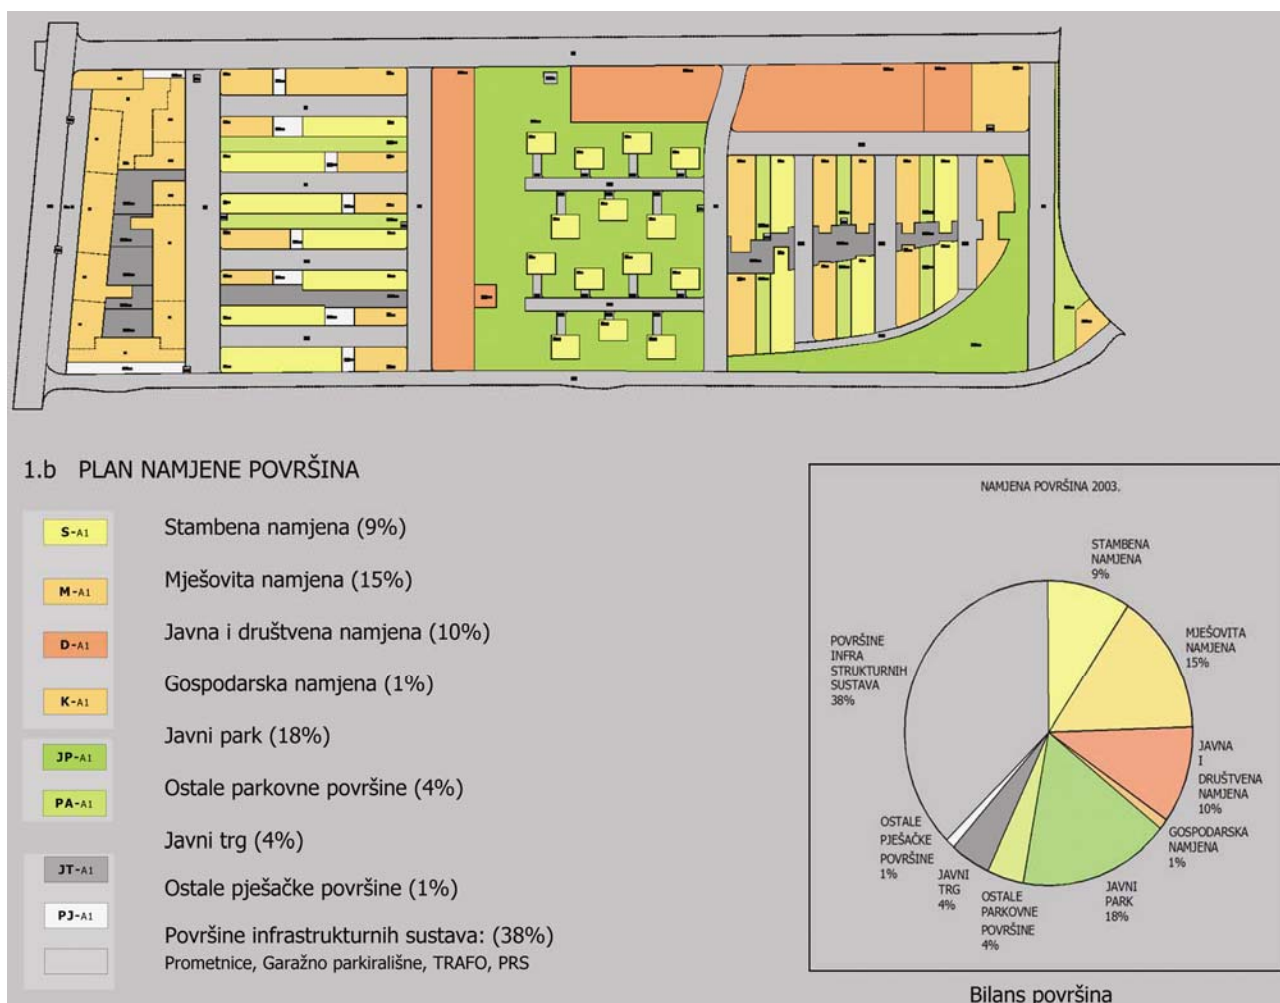 1.b PLAN NAMJENE POVRŠINA
S-A1 Stambena namjena (9%)
M-A1 Mješovita namjena (15%)
D-A1 Javna i društvena namjena (10%)
K-A1 Gospodarska namjena (1%)
JP-A1 Javni park (18%)
PA-A1 Ostale parkovne površine (4%)
JT-A1 Javni trg (4%)
PJ-A1 Ostale pješačke površine (1%)
Površine infrastrukturnih sustava: (38%)
Prometnice, Garažno parkirališne, TRAFO, PRS
NAMJENA POVRŠINA 2003.
STAMBENA
NAMJENA
9%
MJEŠOVITA
NAMJENA
15%
JAVNA
I
DRUŠTVENA
NAMJENA
10%
GOSPODARSKA
NAMJENA
1%
JAVNI
PARK
18%
OSTALE
PARKOVNE
POVRŠINE
4%
JAVNI
TRG
4%
OSTALE
PJEŠAČKE
POVRŠINE
1%
POVRŠINE
INFRA
STRUKTURNIH
SUSTAVA
38%
Bilans površina